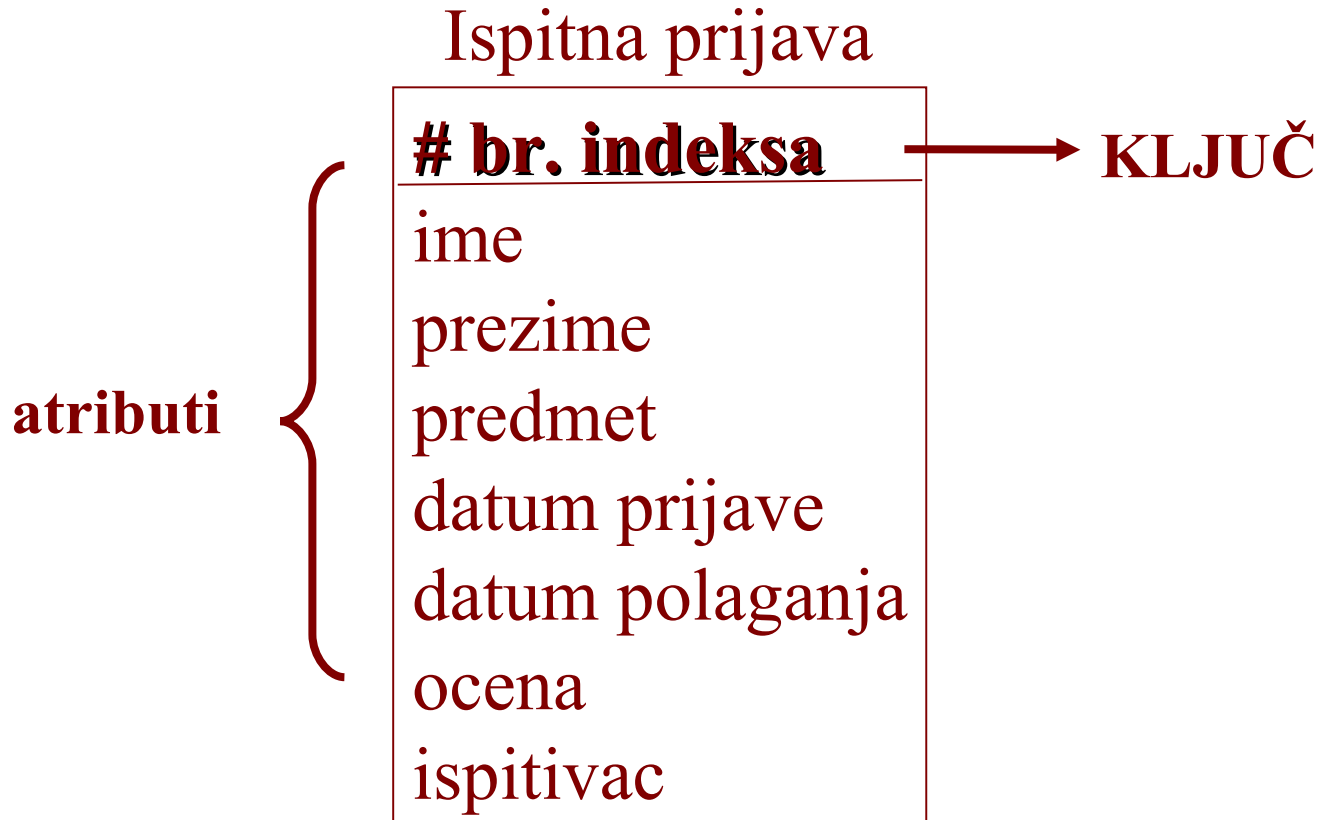 Ispitna prijava
# br. indeksa
KLJUČ
ime
prezime
atributi
predmet
datum prijave
datum polaganja
ocena
ispitivac